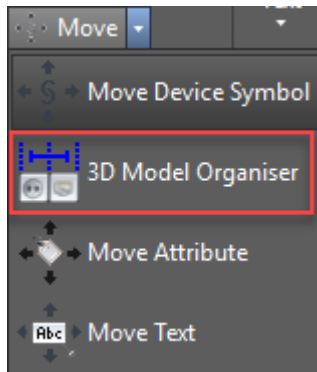 Move
Move Device Symbol
3D Model Organiser
Move Attribute
Abc Move Text